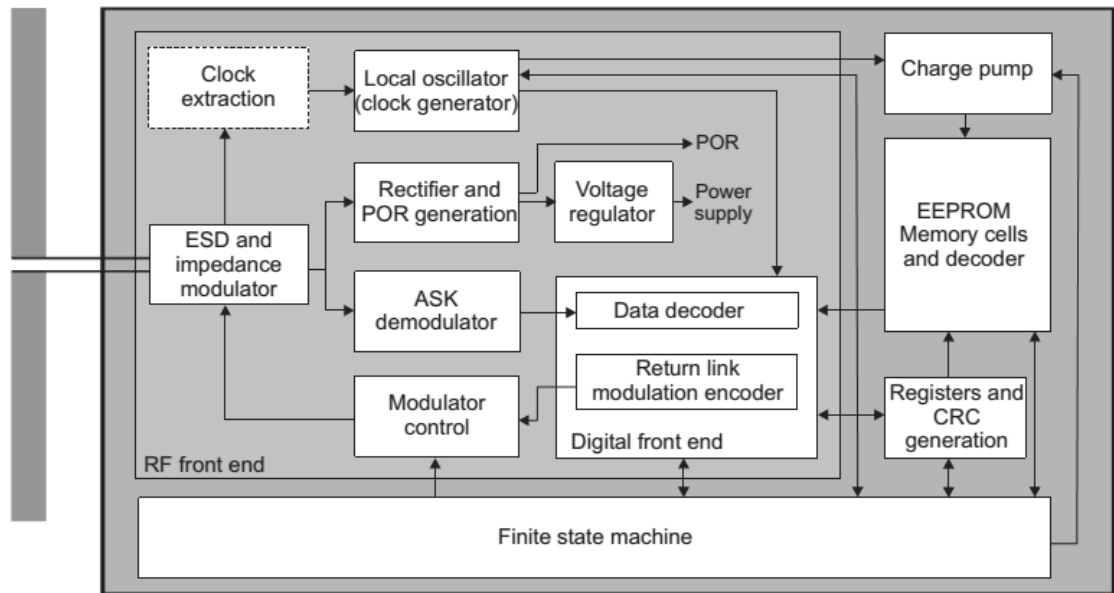 Clock
extraction
Local oscillator
(clock generator)
Charge pump
POR
Rectifier and
POR generation
Voltage
regulator
Power
supply
EEPROM
Memory cells
and decoder
ESD and
impedance
modulator
ASK
demodulator
Data decoder
Return link
modulation encoder
Modulator
control
Registers and
CRC
generation
Digital front end
RF front end
Finite state machine